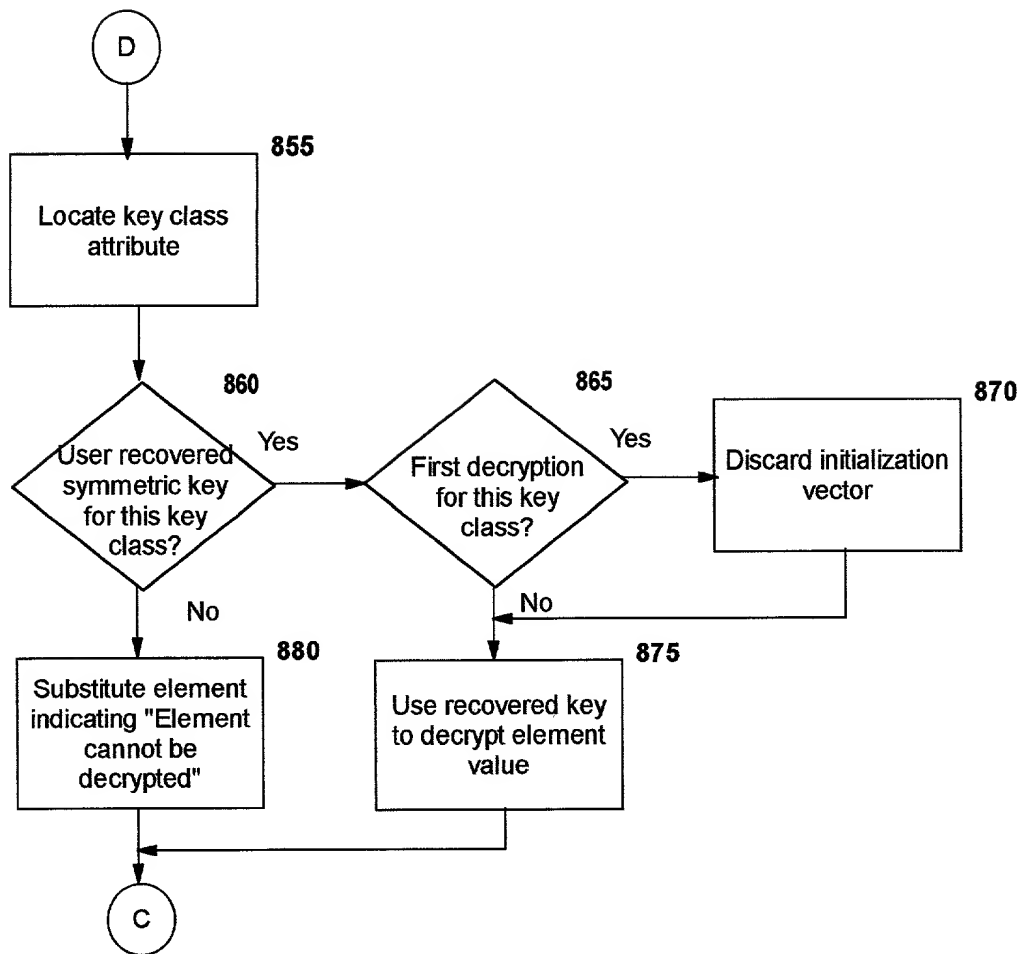 D
855
Locate key class
attribute
860
User recovered
symmetric key
for this key
class?
Yes
No
865
First decryption
for this key
class?
Yes
No
870
Discard initialization
vector
880
Substitute element
indicating "Element
cannot be
decrypted"
875
Use recovered key
to decrypt element
value
C